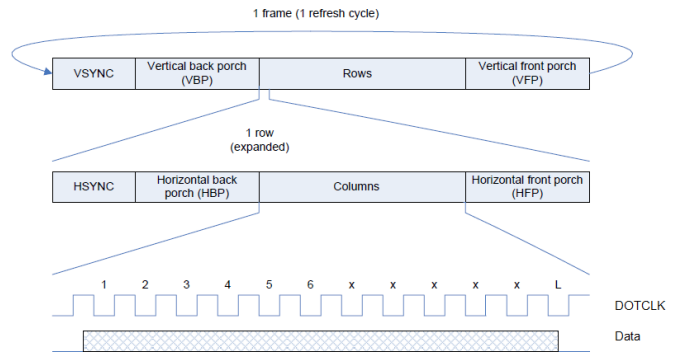 1 frame (1 refresh cycle)
VSYNC
Vertical back porch
(VBP)
Rows
Vertical front porch
(VFP)
1 row
(expanded)
HSYNC
Horizontal back
porch (HBP)
Columns
Horizontal front porch
(HFP)
1 2 3 4 5 6 x x x x x L
DOTCLK
Data